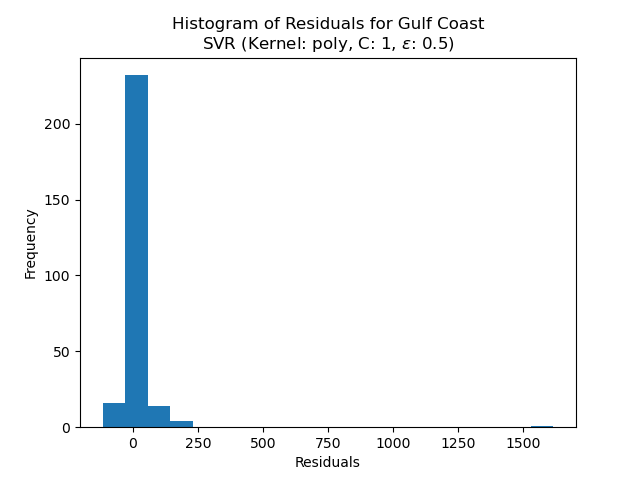 Histogram of Residuals for Gulf Coast
SVR (Kernel: poly, C: 1, ε: 0.5)
Frequency
200
150
100
50
0
0 250 500 750 1000 1250 1500
Residuals